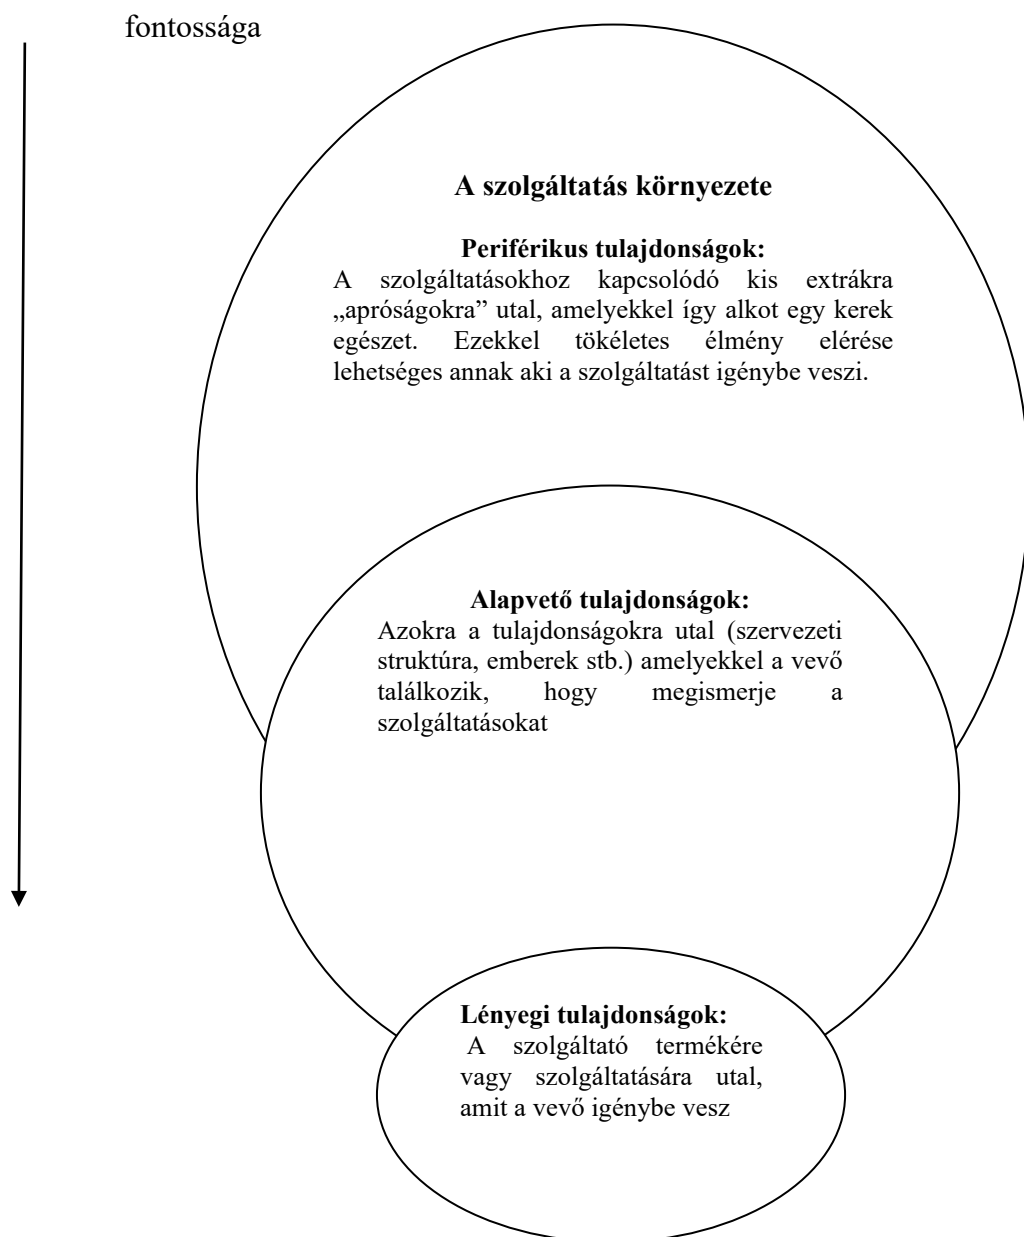 fontossága
A szolgáltatás környezete
Periférikus tulajdonságok:
A szolgáltatásokhoz kapcsolódó kis extrákra
„apróságokra” utal, amelyekkel így alkot egy kerek
egészet. Ezekkel tökéletes élmény elérése
lehetséges annak aki a szolgáltatást igénybe veszi.
Alapvető tulajdonságok:
Azokra a tulajdonságokra utal (szervezeti
struktúra, emberek stb.) amelyekkel a vevő
találkozik, hogy megismerje a
szolgáltatásokat
Lényegi tulajdonságok:
A szolgáltató termékére
vagy szolgáltatására utal,
amit a vevő igénybe vesz